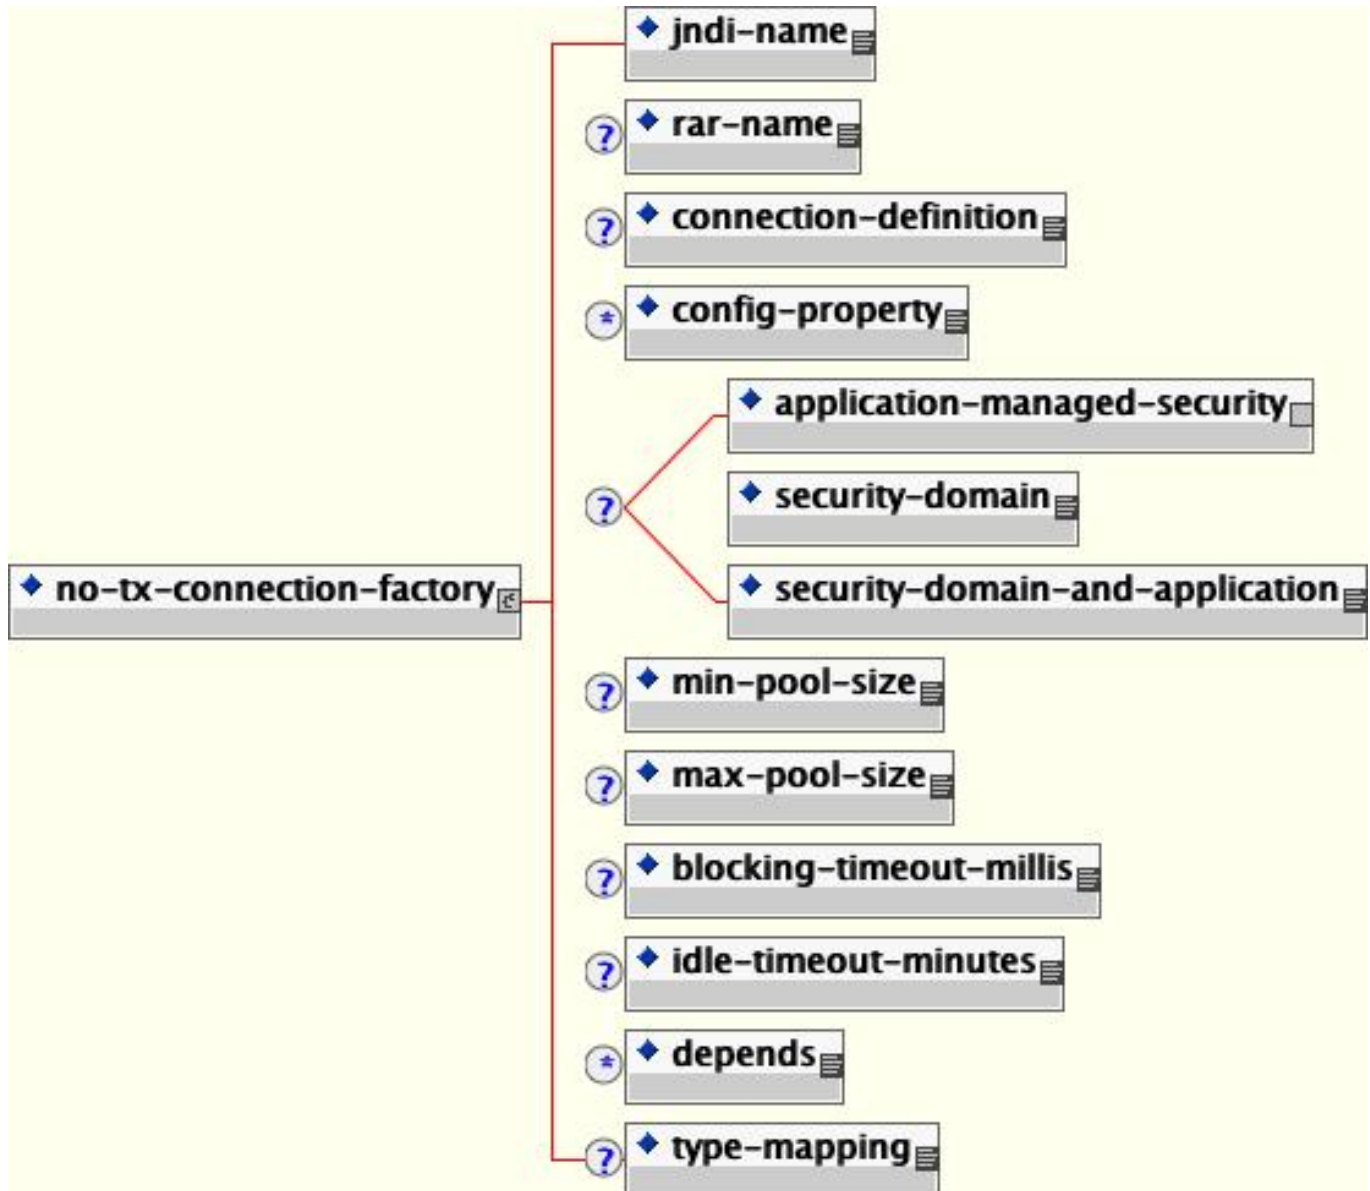 jndi-name
? rar-name
? connection-definition
* config-property
application-managed-security
? security-domain
no-tx-connection-factory
security-domain-and-application
? min-pool-size
? max-pool-size
? blocking-timeout-millis
? idle-timeout-minutes
* depends
? type-mapping